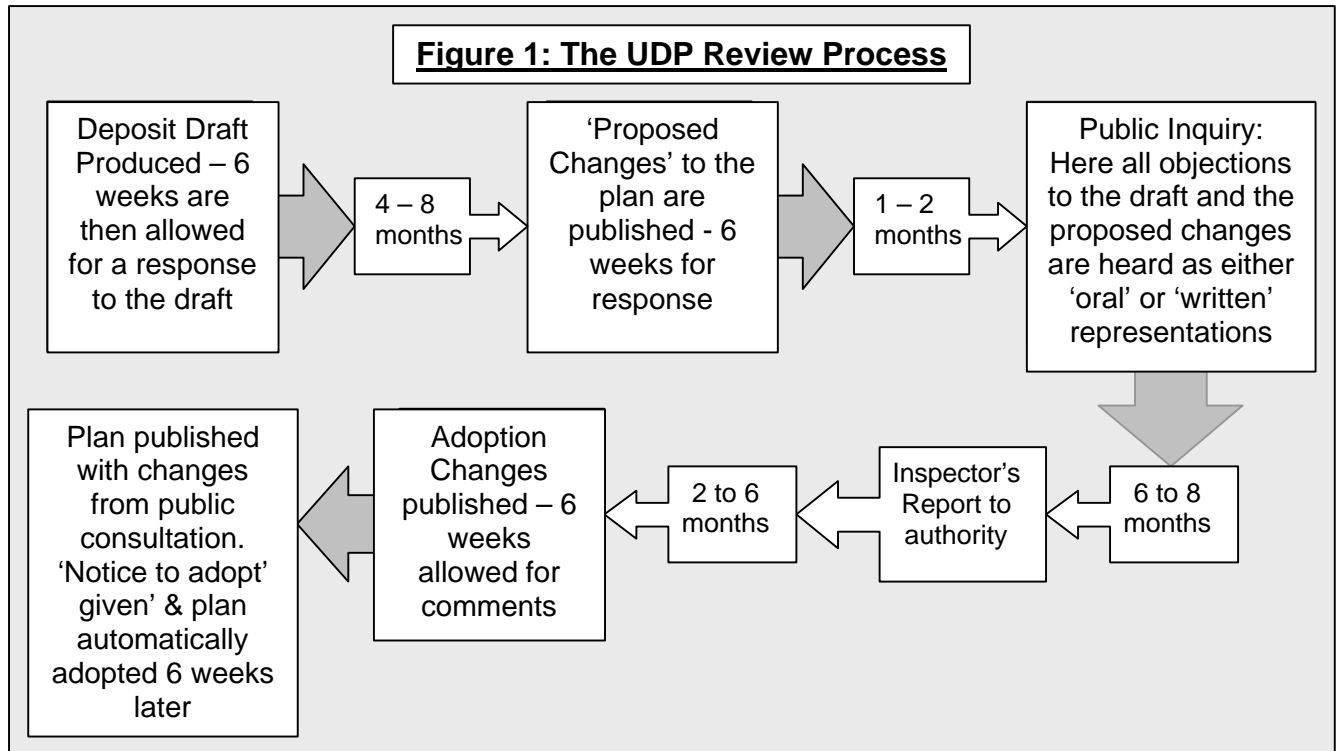 Figure 1: The UDP Review Process
Deposit Draft
Produced – 6
weeks are
then allowed
for a response
to the draft
4 – 8
months
‘Proposed
Changes’ to the
plan are
published - 6
weeks for
response
1 – 2
months
Public Inquiry:
Here all objections
to the draft and the
proposed changes
are heard as either
‘oral’ or ‘written’
representations
6 to 8
months
Inspector’s
Report to
authority
2 to 6
months
Adoption
Changes
published – 6
weeks
allowed for
comments
Plan published
with changes
from public
consultation.
‘Notice to adopt’
given’ & plan
automatically
adopted 6 weeks
later